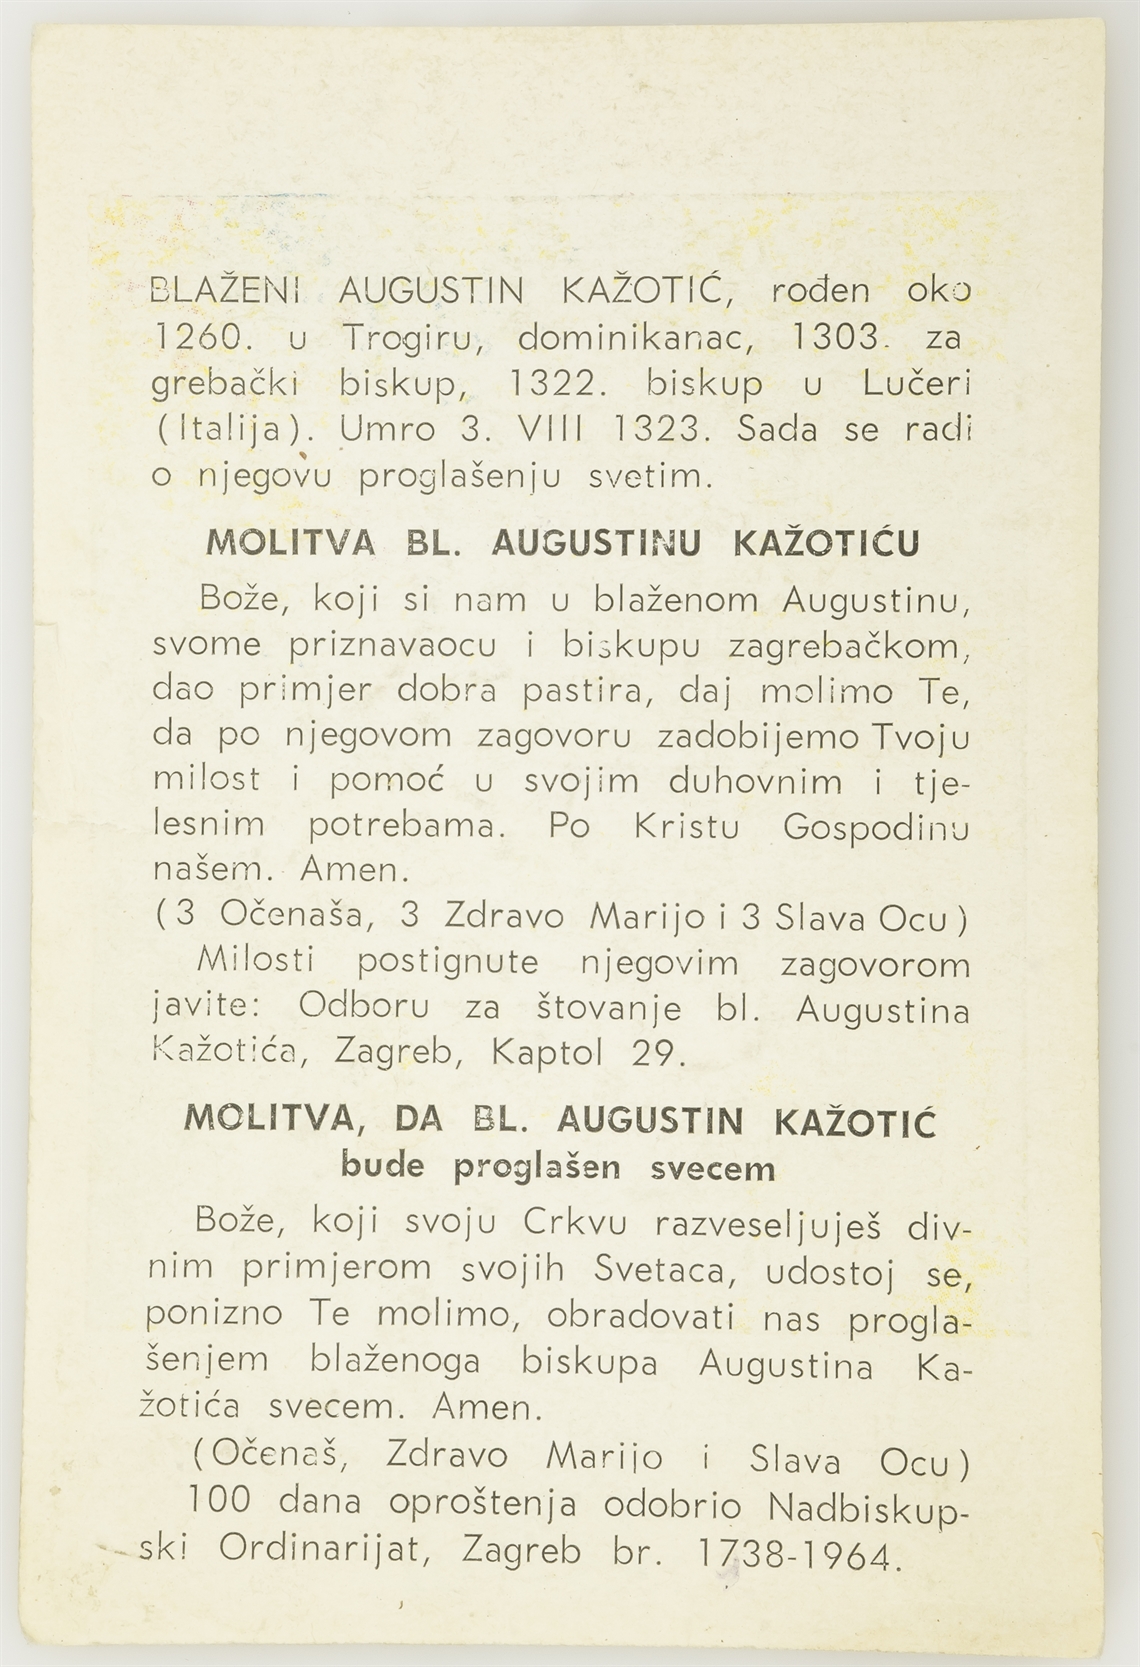 BLAŽENI AUGUSTIN KAŽOTIĆ, rođen oko
1260. u Trogiru, dominikanac, 1303. za
grebački biskup, 1322. biskup u Lučeri
(Italija). Umro 3. VIII 1323. Sada se radi
o njegovu proglašenju svetim.
MOLITVA BL. AUGUSTINU KAŽOTIĆU
Bože, koji si nam u blaženom Augustinu,
svome priznavaocu i biskupu zagrebačkom,
dao primjer dobra pastira, daj molimo Te,
da po njegovom zagovoru zadobijemo Tvoju
milost i pomoć u svojim duhovnim i tje-
lesnim potrebama. Po Kristu Gospodinu
našem. Amen.
(3 Očenaša, 3 Zdravo Marijo i 3 Slava Ocu)
Milosti postignute njegovim zagovorom
javite: Odboru za štovanje bl. Augustina
Kažotića, Zagreb, Kaptol 29.
MOLITVA, DA BL. AUGUSTIN KAŽOTIĆ
bude proglašen svecem
Bože, koji svoju Crkvu razveseljuješ div-
nim primjerom svojih Svetaca, udostoj se,
ponizno Te molimo, obradovati nas progla-
šenjem blaženoga biskupa Augustina Ka-
žotića svecem. Amen.
(Očenaš, Zdravo Marijo i Slava Ocu)
100 dana oproštenja odobrio Nadbiskup-
ski Ordinarijat, Zagreb br. 1738-1964.